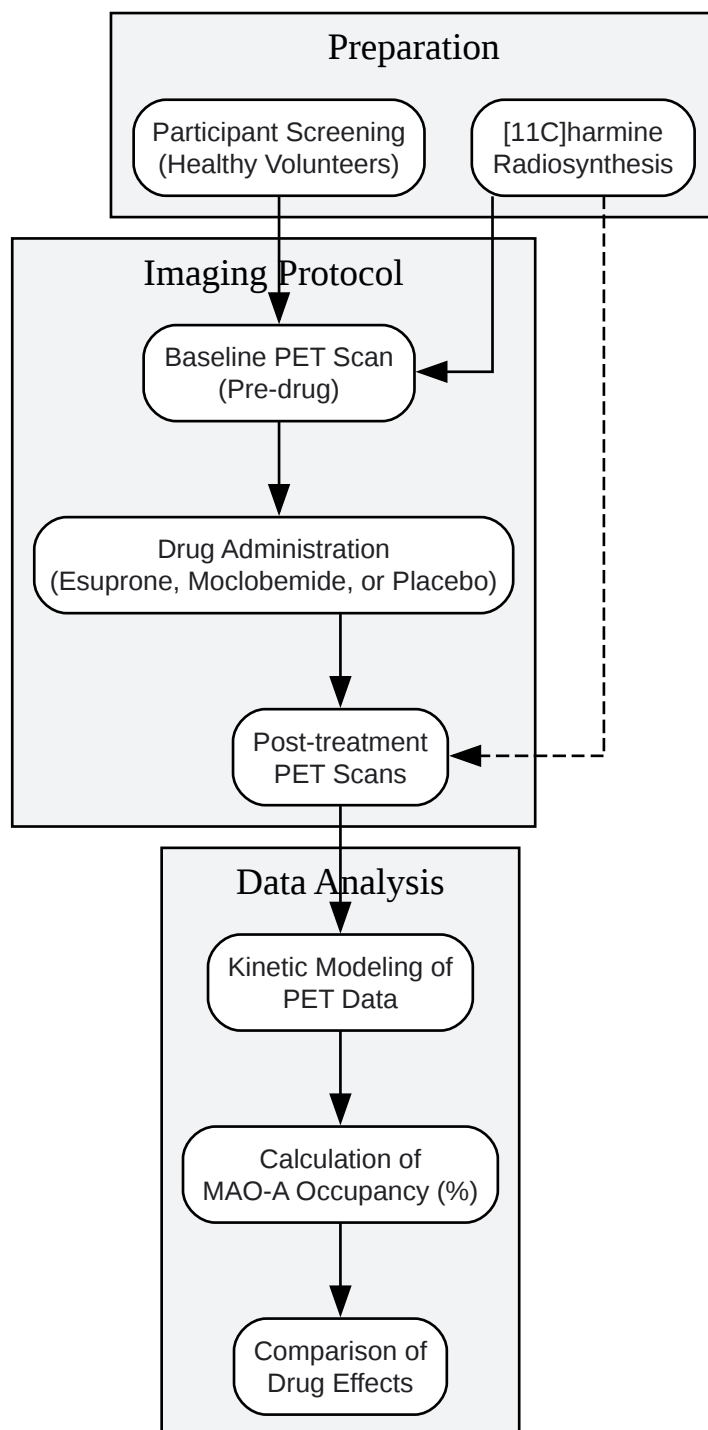 Preparation
Participant Screening
(Healthy Volunteers)
[11C]harmine
Radiosynthesis
Imaging Protocol
Baseline PET Scan
(Pre-drug)
Drug Administration
(Esuprone, Moclobemide, or Placebo)
Post-treatment
PET Scans
Data Analysis
Kinetic Modeling of
PET Data
Calculation of
MAO-A Occupancy (%)
Comparison of
Drug Effects